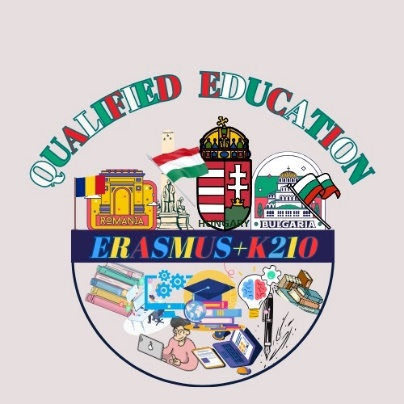 QUALIFIED EDUCATION
ROMANIA
HUNGARY
BULGARIA
ERASMUS+K210